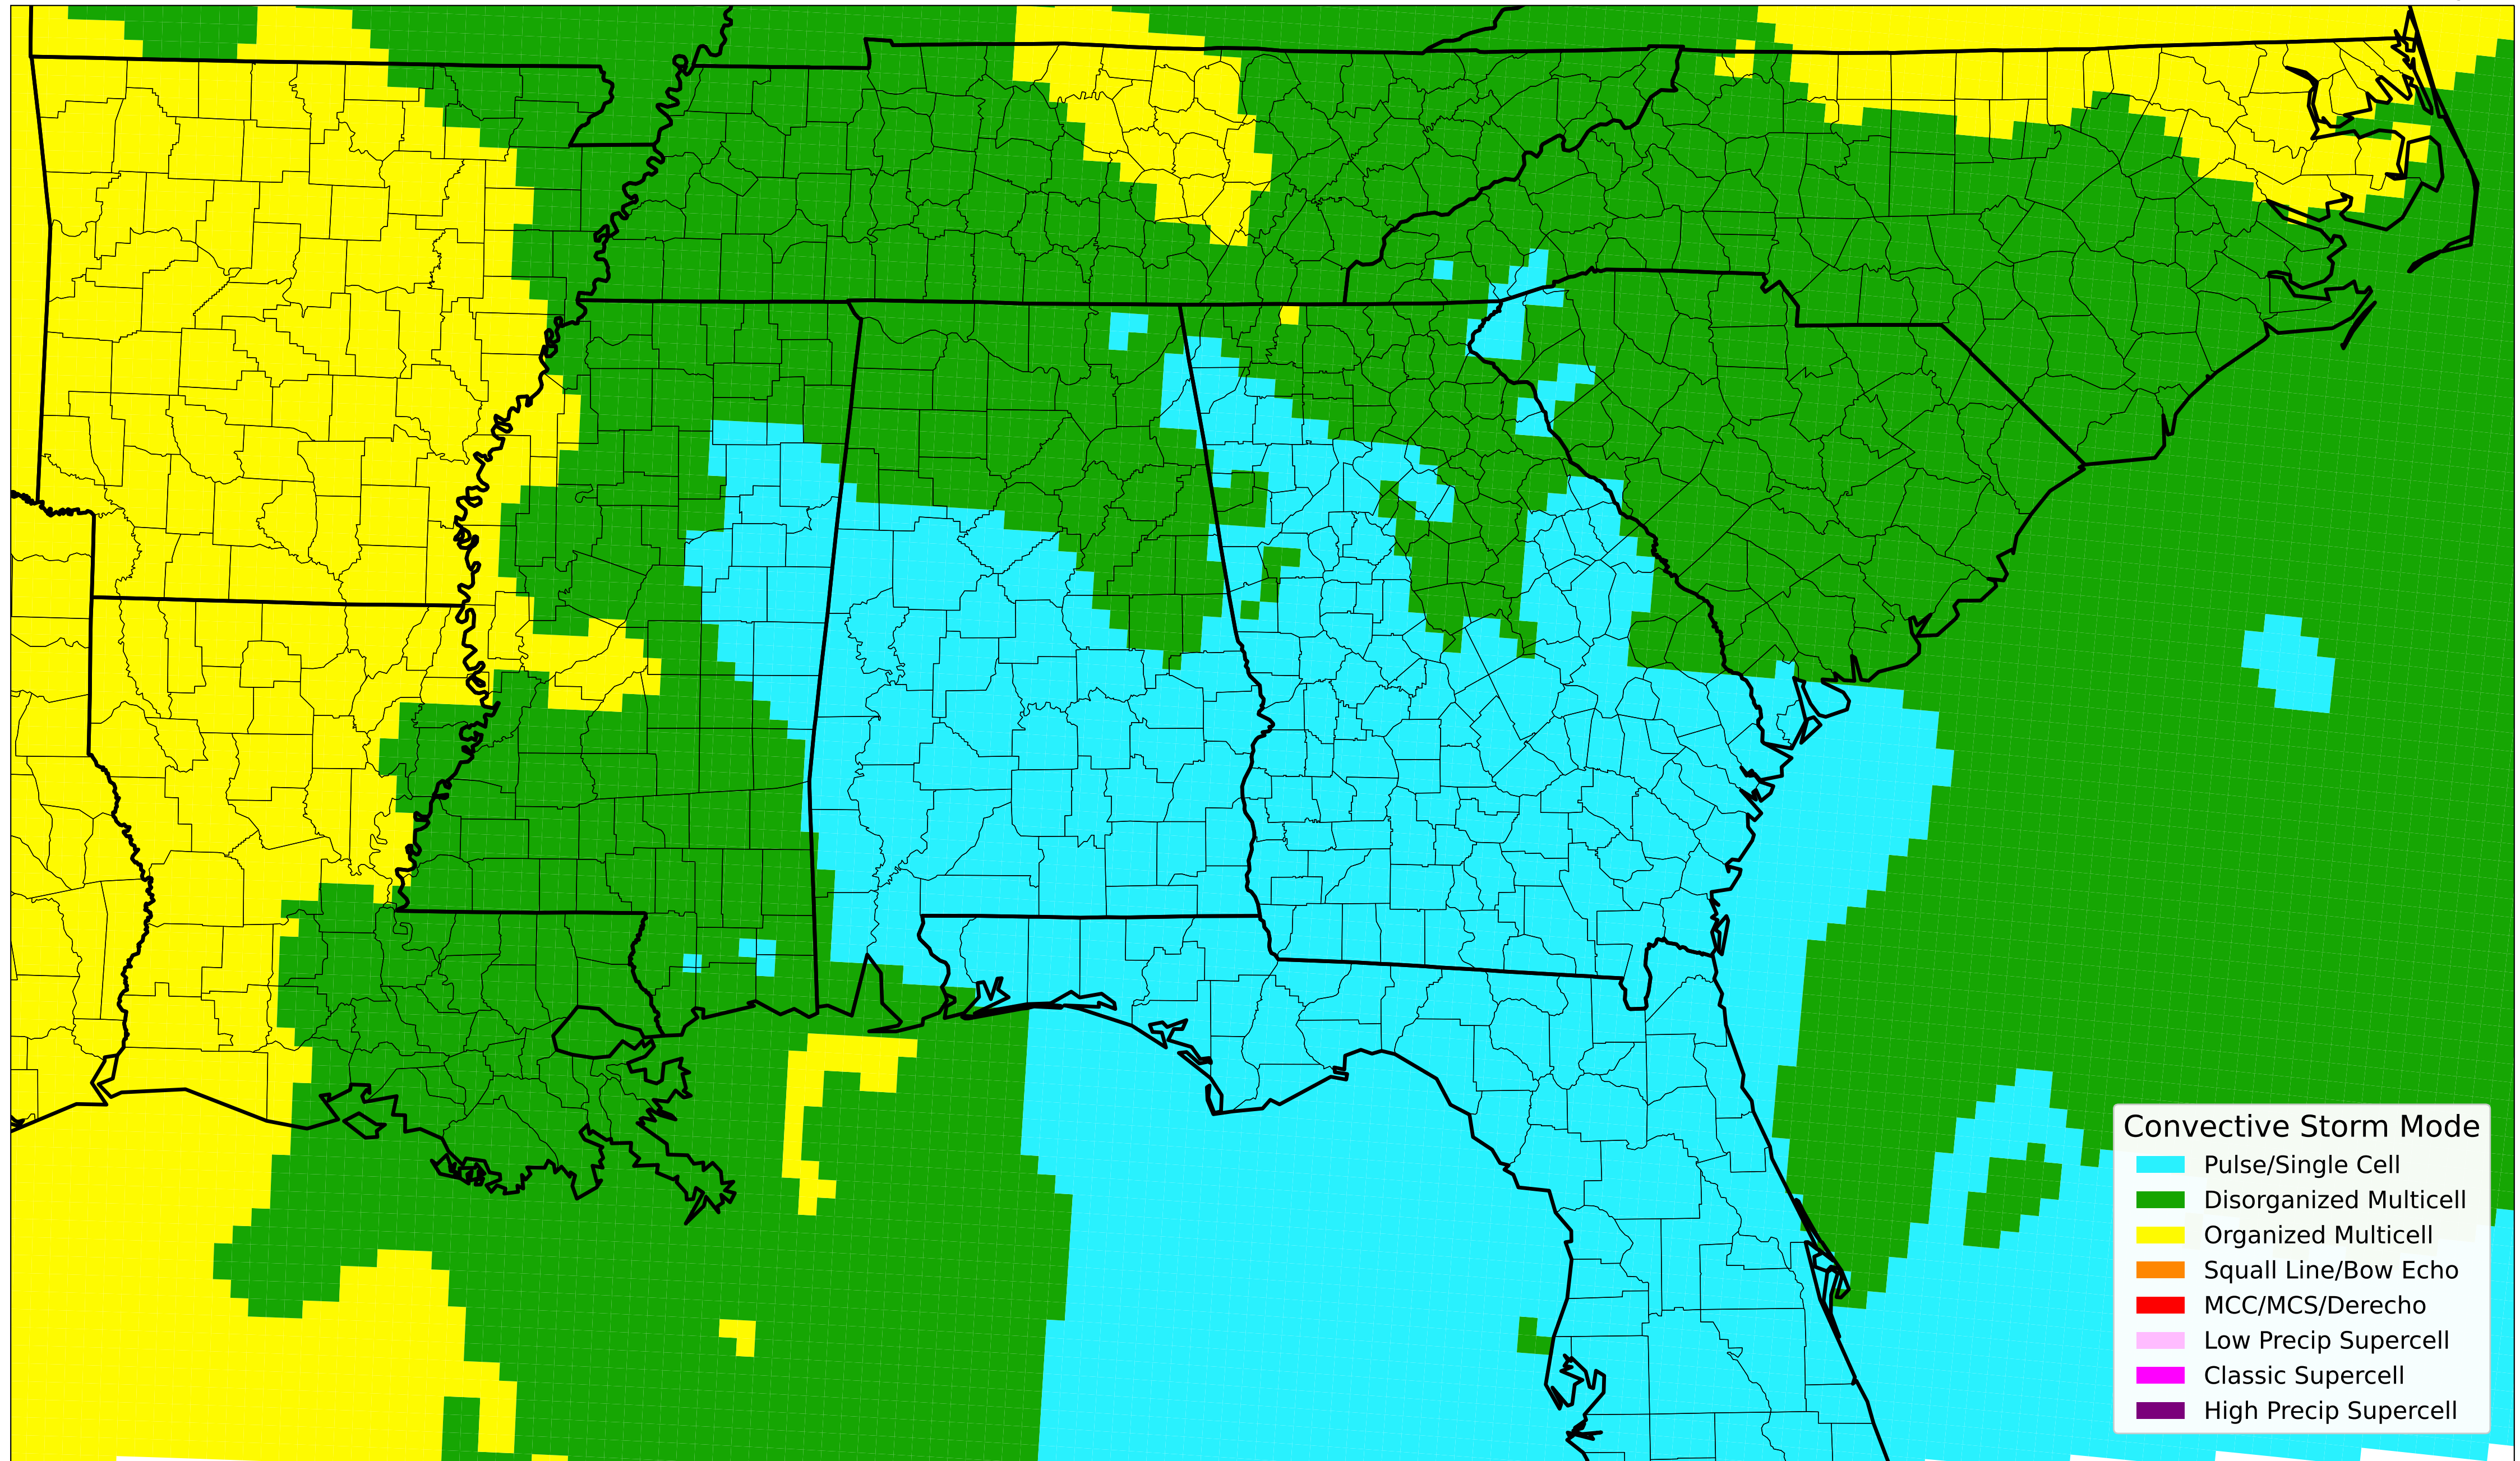 Convective Storm Mode
Pulse/Single Cell
Disorganized Multicell
Organized Multicell
Squall Line/Bow Echo
MCC/MCS/Derecho
Low Precip Supercell
Classic Supercell
High Precip Supercell